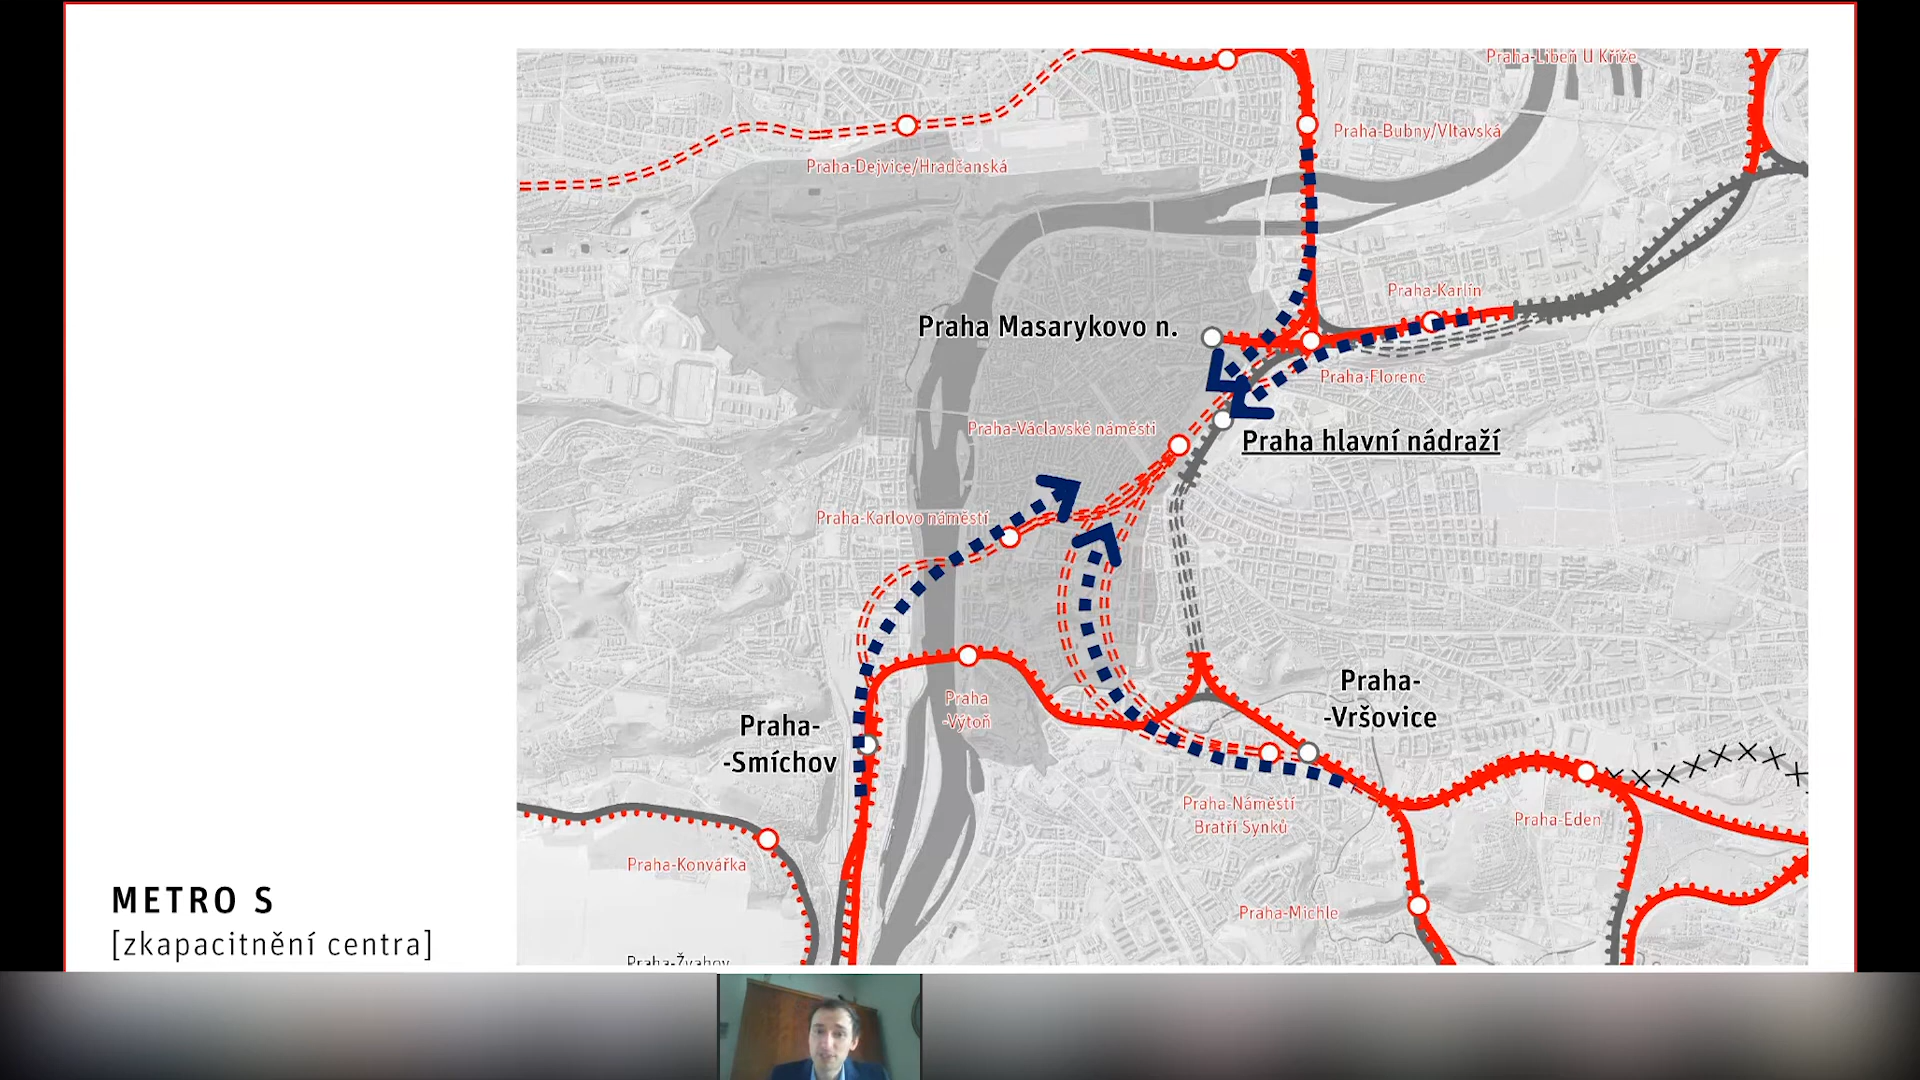 Praha-Libeň U Kříže
Praha-Bubny/Vltavská
Praha-Dejvice/Hradčanská
Praha-Karlín
Praha Masarykovo n.
Praha-Florenc
Praha-Václavské náměstí
Praha hlavní nádraží
Praha-Karlovo náměstí
Praha-
-Vršovice
Praha
-Výtoň
Praha-
-Smíchov
Praha-Náměstí
Bratří Synků
Praha-Eden
Praha-Konvářka
Praha-Michle
METRO S
[zkapacitnění centra]
Praha-Žvahov